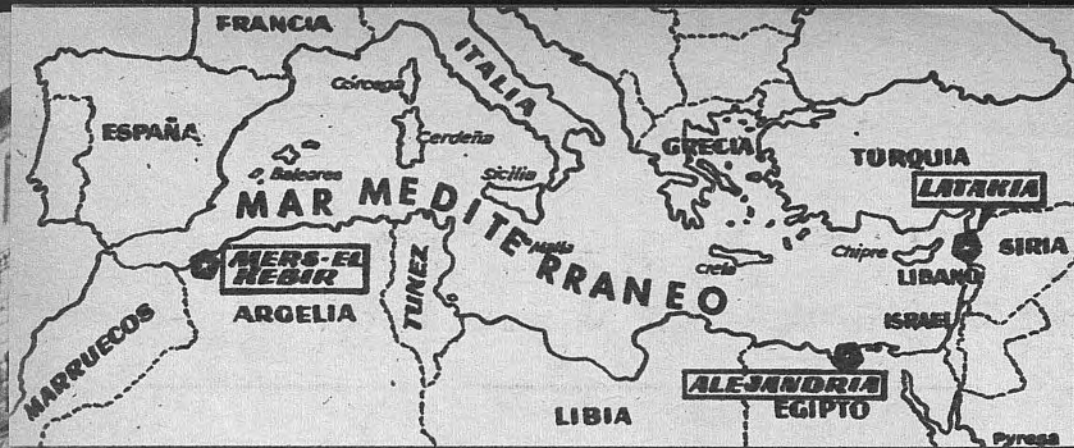 FRANCIA
ITALIA
Córcega
ESPAÑA
Cerdeña
GRECIA
TURQUIA
Baleares
Sicilia
LATAKIA
MAR MEDITERRANEO
Malta
Chipre
SIRIA
MERS-EL
KEBIR
Creta
LIBANO
ARGELIA
TUNEZ
ISRAEL
MARRUECOS
ALEJANDRIA
LIBIA
EGIPTO
Pyresa